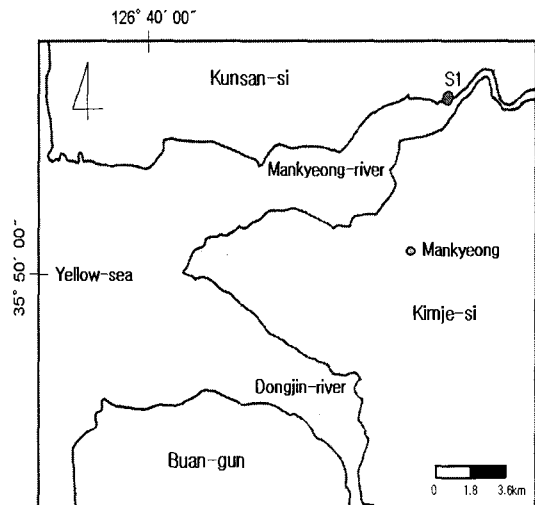 126° 40′ 00″
Kunsan-si
S1
Mankyeong-river
Mankyeong
35° 50′ 00″
Yellow-sea
Kimje-si
Dongjin-river
Buan-gun
0 1.8 3.6km